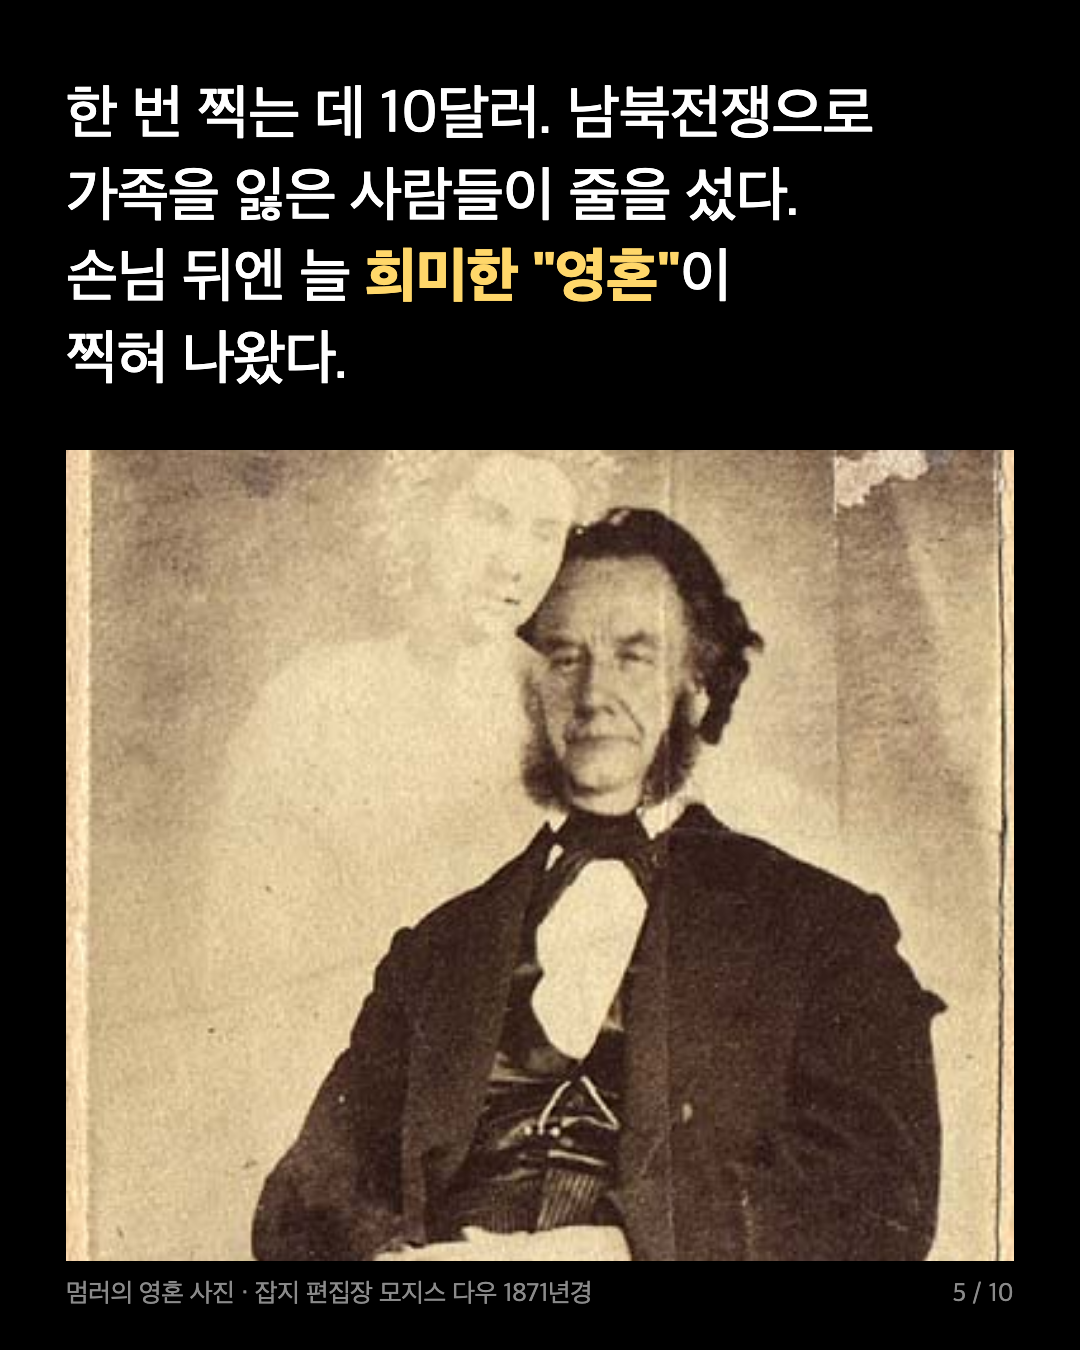 한 번 찍는 데 10달러. 남북전쟁으로
가족을 잃은 사람들이 줄을 섰다.
손님 뒤엔 늘 희미한 "영혼"이
찍혀 나왔다.
멈러의 영혼 사진 · 잡지 편집장 모지스 다우 1871년경
5 / 10